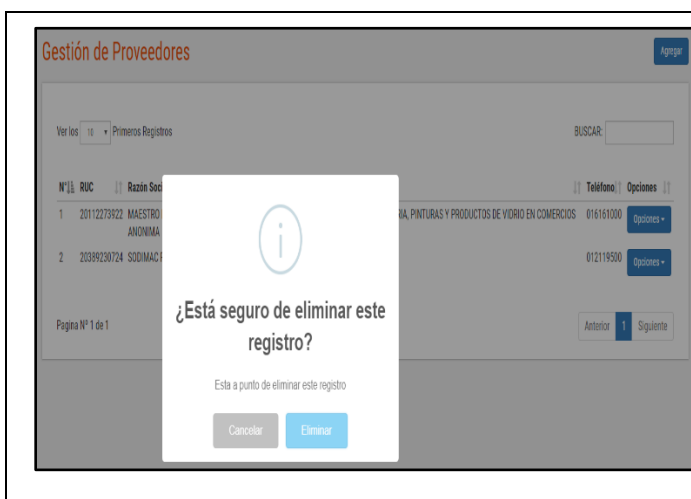 Gestión de Proveedores
Agregar
Ver los 10 Primeros Registros
BUSCAR:
N° RUC Razón Soci Teléfono Opciones
1 20112273922 MAESTRO RIA, PINTURAS Y PRODUCTOS DE VIDRIO EN COMERCIOS 016161000 Opciones
ANONIMA
2 20389230724 SODIMAC 012119500 Opciones
i
¿Está seguro de eliminar este
registro?
Pagina N° 1 de 1
Anterior 1 Siguiente
Esta a punto de eliminar este registro
Cancelar Eliminar